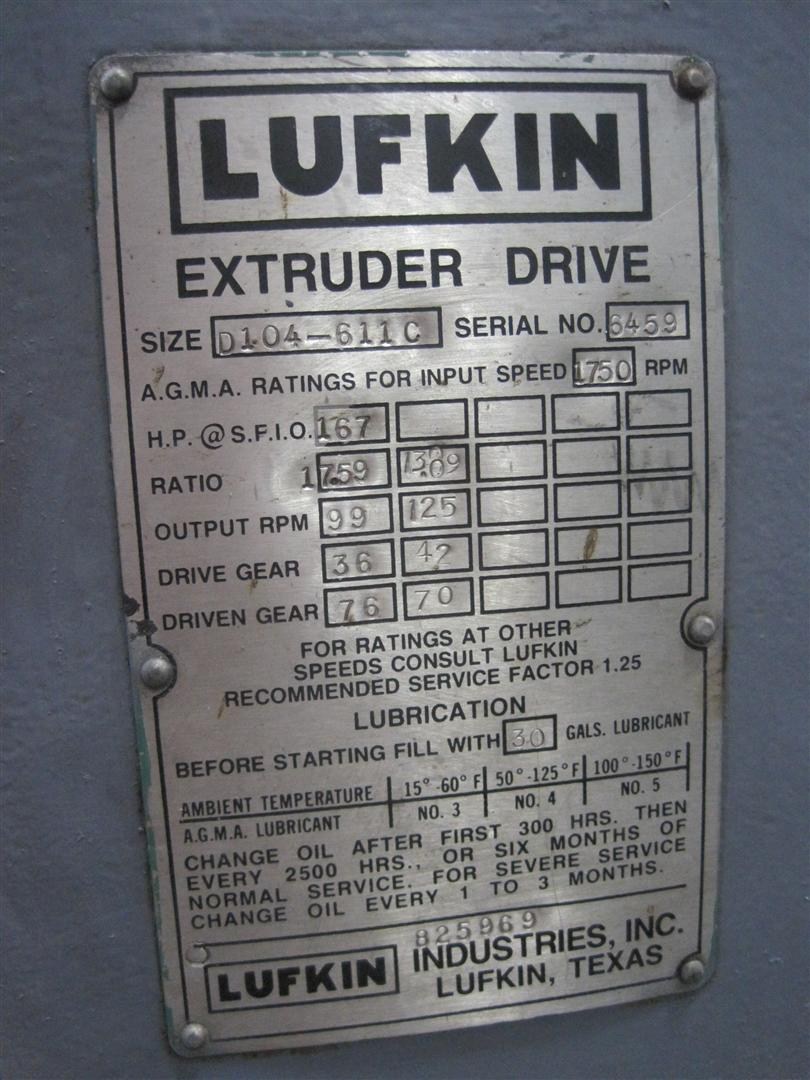 LUFKIN
EXTRUDER DRIVE
SIZE D104-611C SERIAL NO. 6459
A.G.M.A. RATINGS FOR INPUT SPEED 1750 RPM
H.P. @ S.F.I.O. 167
RATIO 17.59 13.09
OUTPUT RPM 99 125
DRIVE GEAR 36 42
DRIVEN GEAR 76 70
FOR RATINGS AT OTHER
SPEEDS CONSULT LUFKIN
RECOMMENDED SERVICE FACTOR 1.25
LUBRICATION
BEFORE STARTING FILL WITH 30 GALS. LUBRICANT
AMBIENT TEMPERATURE 15°-60°F 50°-125°F 100°-150°F
A.G.M.A. LUBRICANT NO. 3 NO. 4 NO. 5
CHANGE OIL AFTER FIRST 300 HRS. THEN
EVERY 2500 HRS., OR SIX MONTHS OF
NORMAL SERVICE. FOR SEVERE SERVICE
CHANGE OIL EVERY 1 TO 3 MONTHS.
825969
LUFKIN INDUSTRIES, INC.
LUFKIN, TEXAS